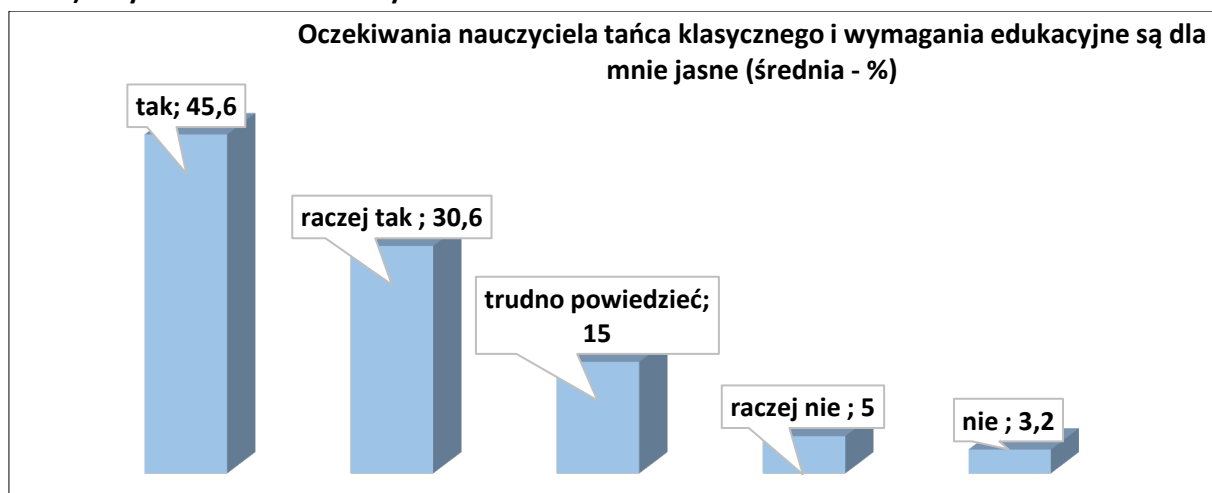 Oczekiwania nauczyciela tańca klasycznego i wymagania edukacyjne są dla
mnie jasne (średnia - %)
tak; 45,6
raczej tak ; 30,6
trudno powiedzieć;
15
raczej nie ; 5
nie ; 3,2